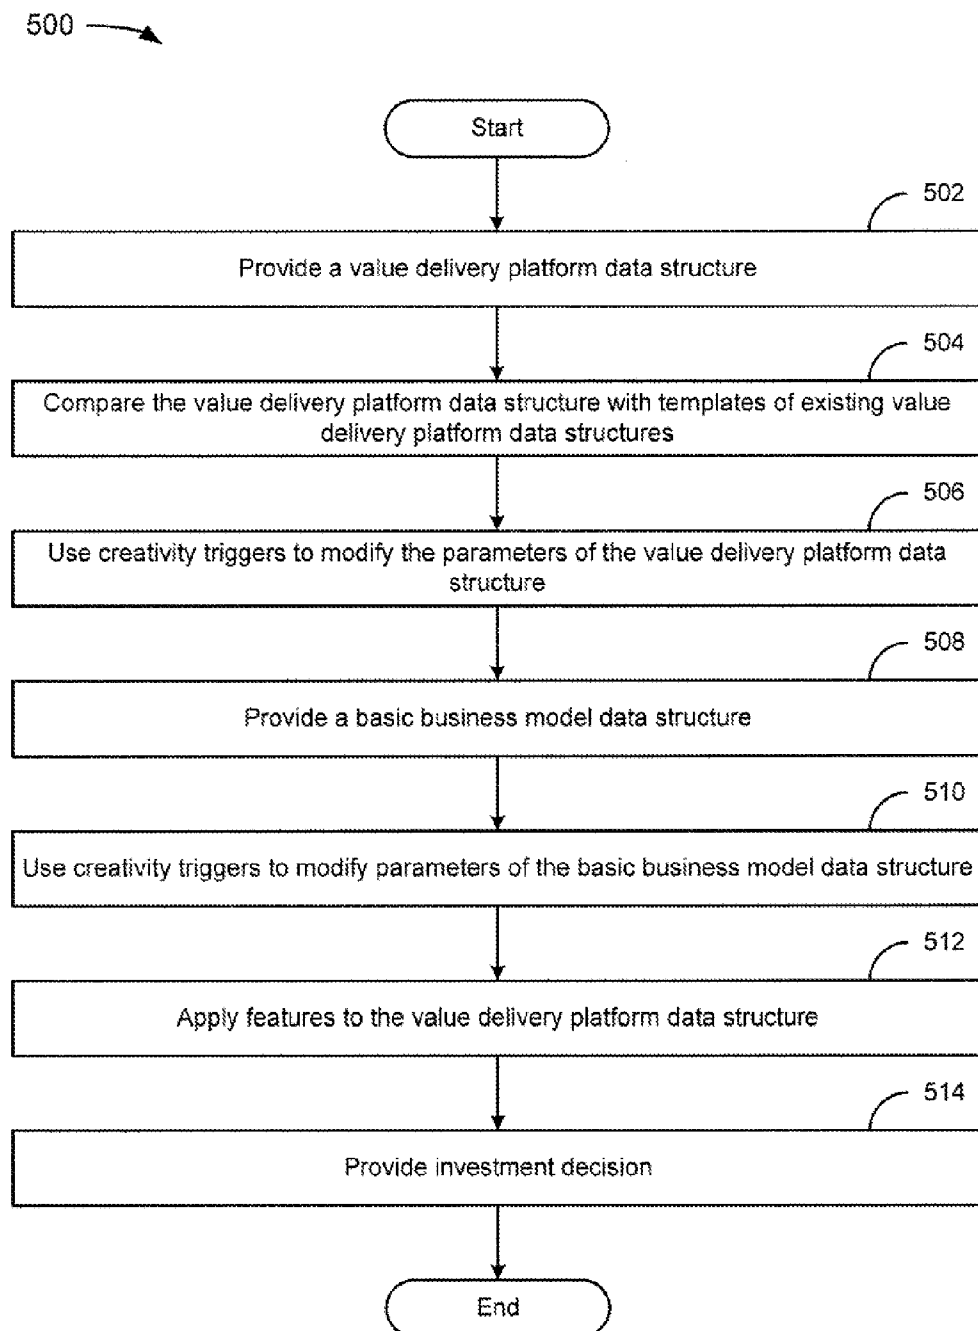 500
Start
502
Provide a value delivery platform data structure
504
Compare the value delivery platform data structure with templates of existing value
delivery platform data structures
506
Use creativity triggers to modify the parameters of the value delivery platform data
structure
508
Provide a basic business model data structure
510
Use creativity triggers to modify parameters of the basic business model data structure
512
Apply features to the value delivery platform data structure
514
Provide investment decision
End